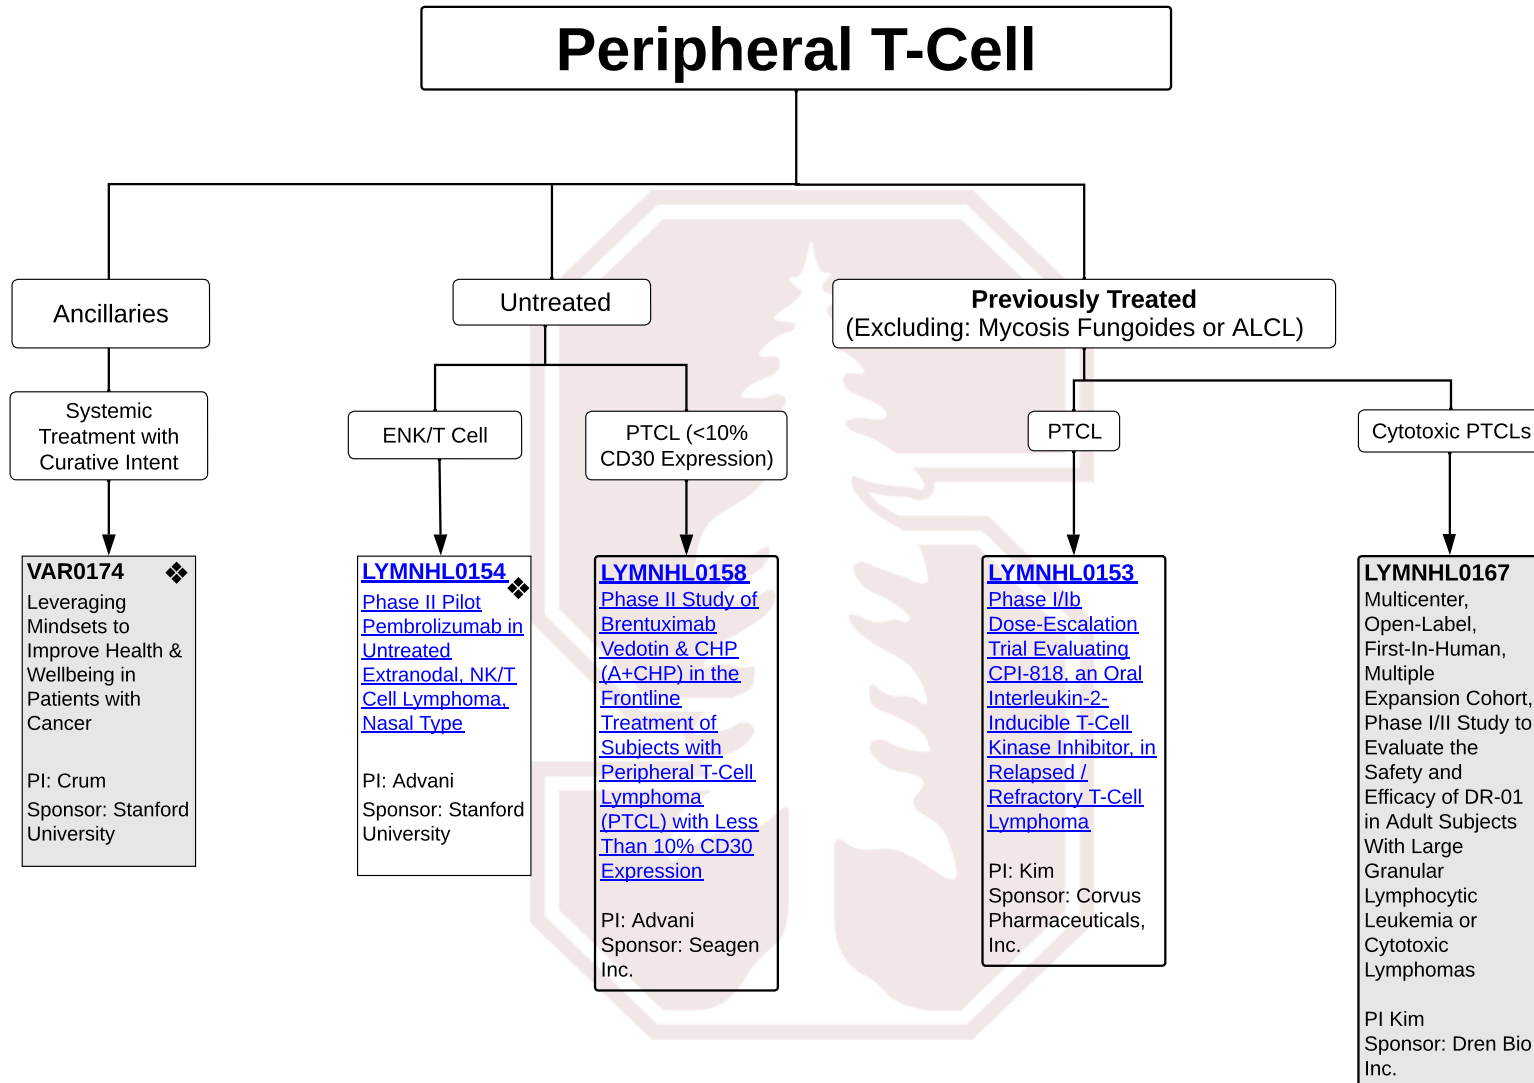 Peripheral T-Cell
Ancillaries
Untreated
Previously Treated
(Excluding: Mycosis Fungoides or ALCL)
Systemic
Treatment with
Curative Intent
ENK/T Cell
PTCL (<10%
CD30 Expression)
PTCL
Cytotoxic PTCLs
VAR0174 ❖
Leveraging
Mindsets to
Improve Health &
Wellbeing in
Patients with
Cancer
PI: Crum
Sponsor: Stanford
University
LYMNHL0154 ❖
Phase II Pilot
Pembrolizumab in
Untreated
Extranodal, NK/T
Cell Lymphoma,
Nasal Type
PI: Advani
Sponsor: Stanford
University
LYMNHL0158
Phase II Study of
Brentuximab
Vedotin & CHP
(A+CHP) in the
Frontline
Treatment of
Subjects with
Peripheral T-Cell
Lymphoma
(PTCL) with Less
Than 10% CD30
Expression
PI: Advani
Sponsor: Seagen
Inc.
LYMNHL0153
Phase I/Ib
Dose-Escalation
Trial Evaluating
CPI-818, an Oral
Interleukin-2-
Inducible T-Cell
Kinase Inhibitor, in
Relapsed /
Refractory T-Cell
Lymphoma
PI: Kim
Sponsor: Corvus
Pharmaceuticals,
Inc.
LYMNHL0167
Multicenter,
Open-Label,
First-In-Human,
Multiple
Expansion Cohort,
Phase I/II Study to
Evaluate the
Safety and
Efficacy of DR-01
in Adult Subjects
With Large
Granular
Lymphocytic
Leukemia or
Cytotoxic
Lymphomas
PI Kim
Sponsor: Dren Bio
Inc.